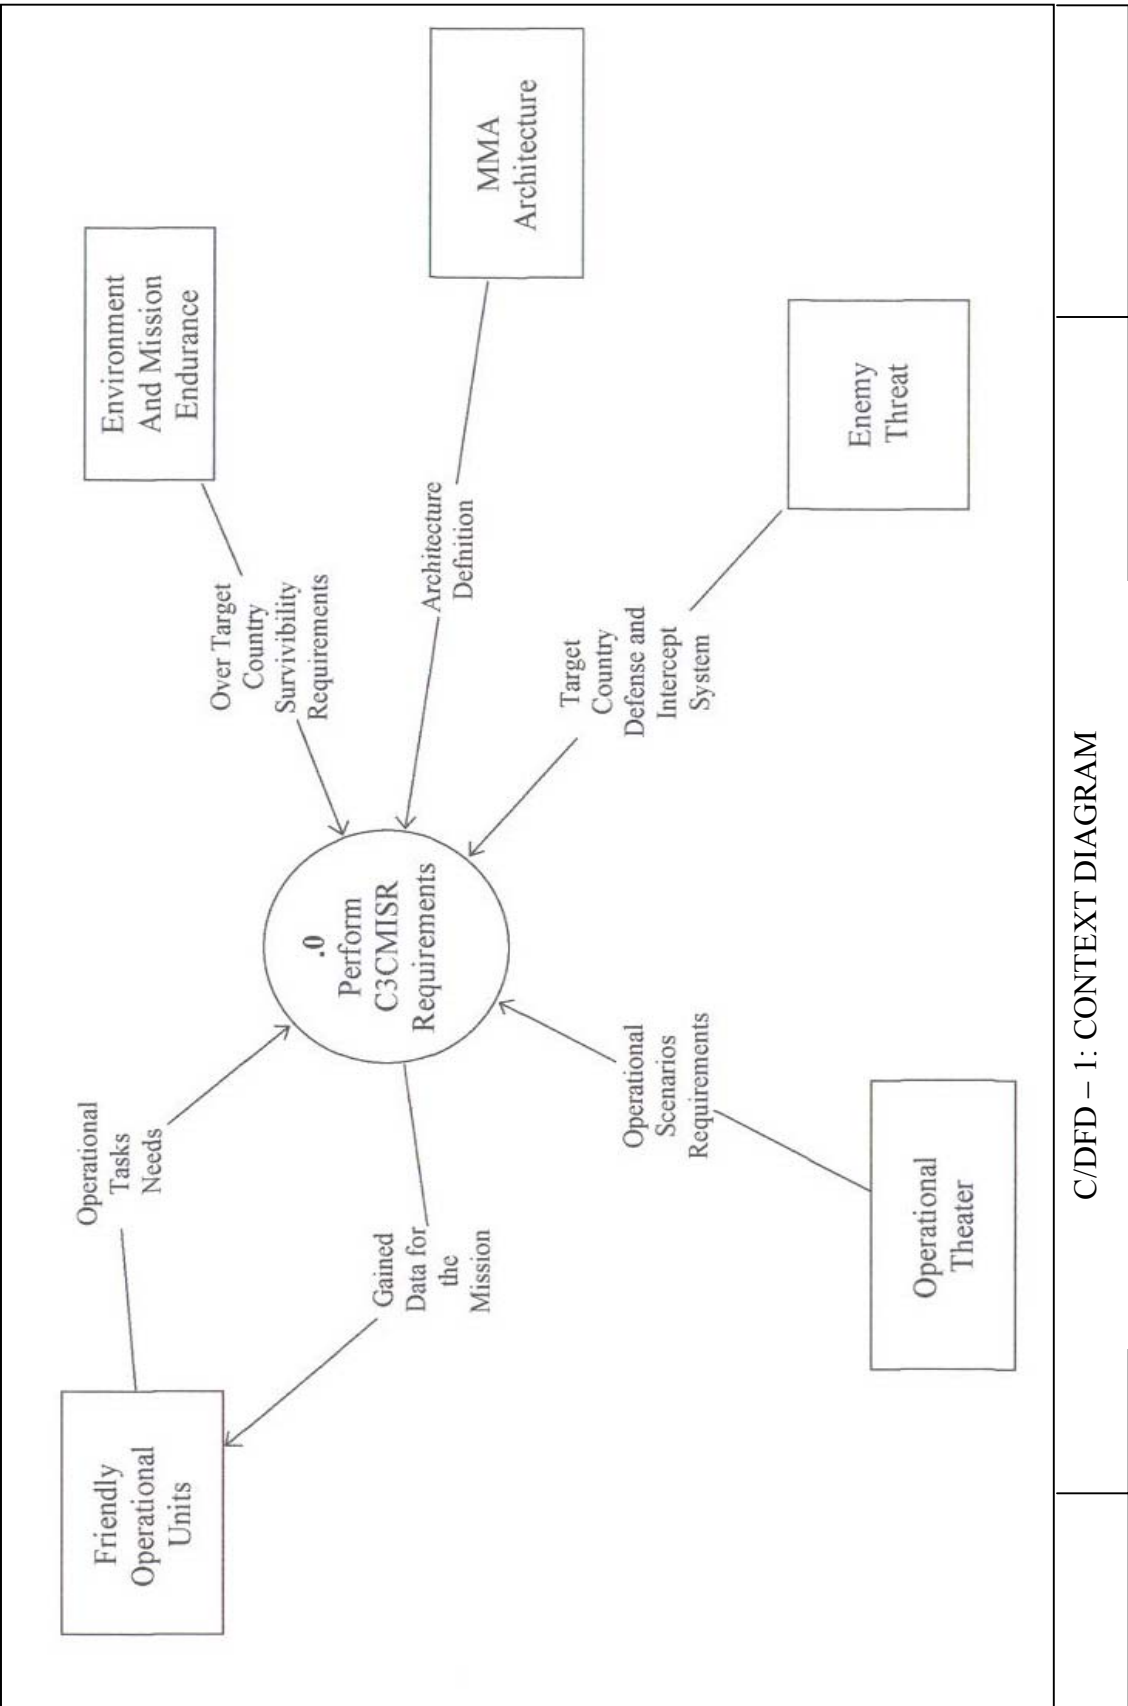 Friendly
Operational
Units
Operational
Tasks
Needs
Gained
Data for
the
Mission
Over Target
Country
Survivibility
Requirements
Environment
And Mission
Endurance
.0
Perform
C3CMISR
Requirements
Architecture
Defnition
MMA
Architecture
Operational
Scenarios
Requirements
Target
Country
Defense and
Intercept
System
Operational
Theater
Enemy
Threat
C/DFD – 1: CONTEXT DIAGRAM